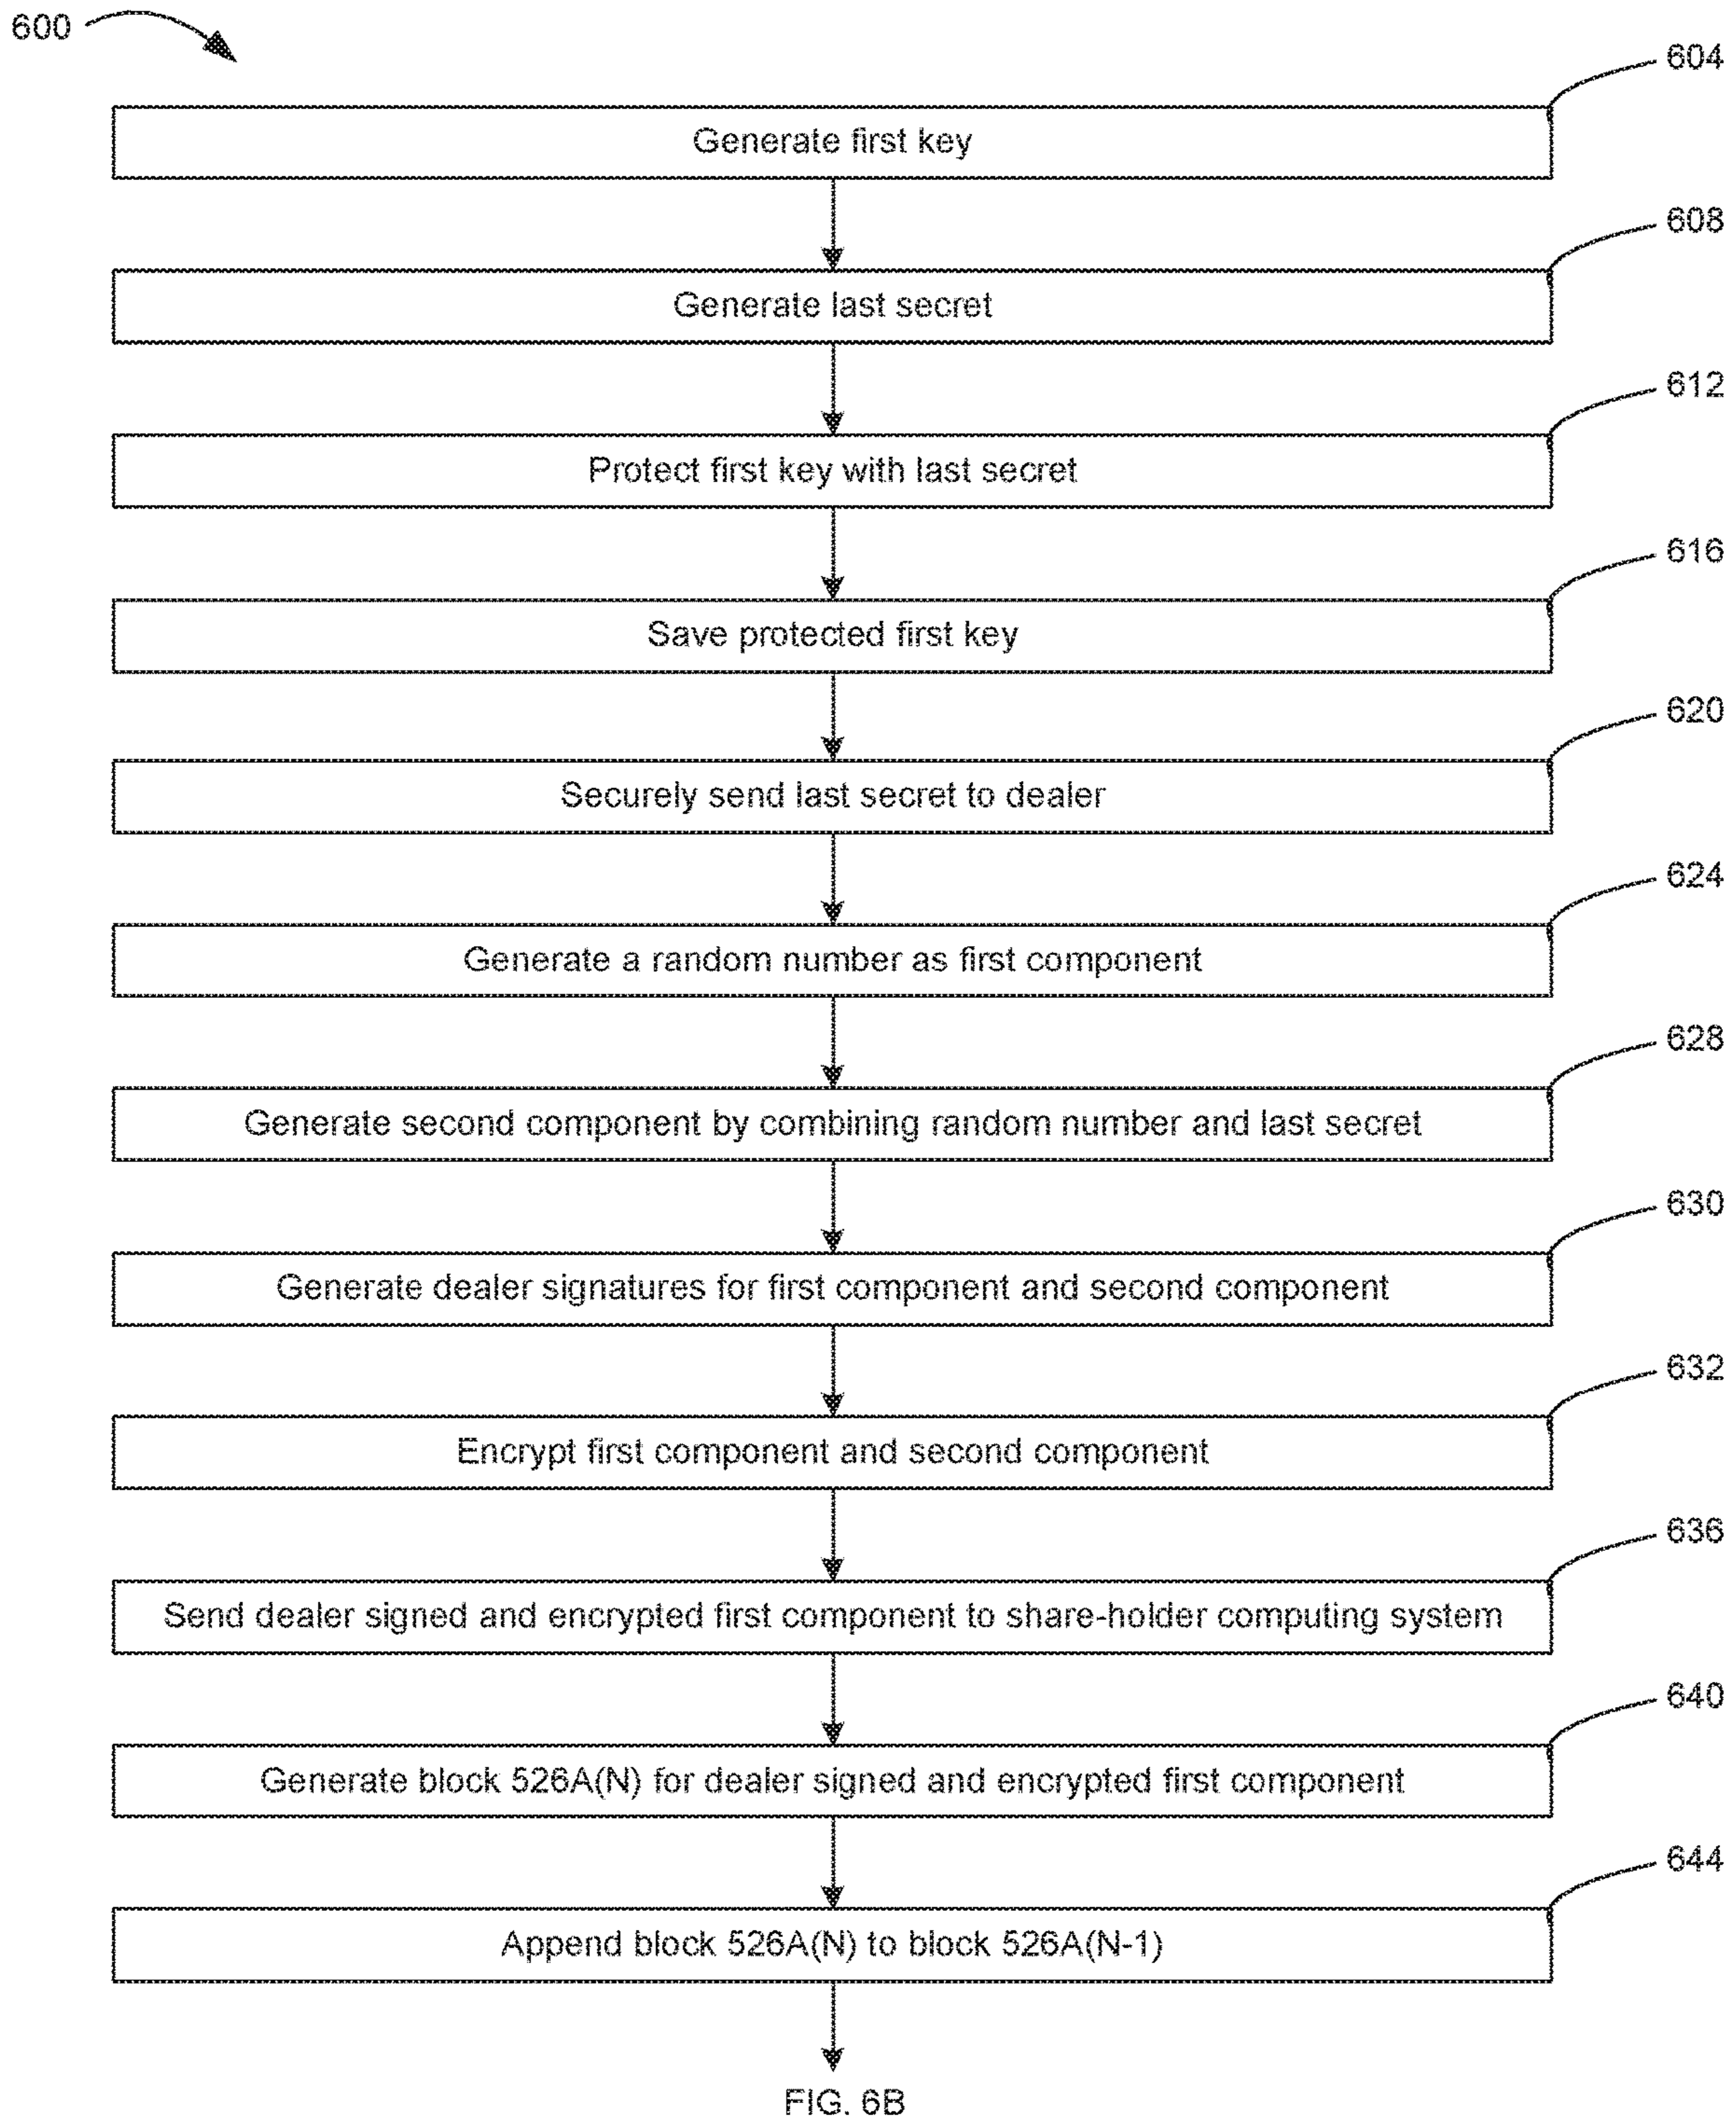 600
604
Generate first key
608
Generate last secret
612
Protect first key with last secret
616
Save protected first key
620
Securely send last secret to dealer
624
Generate a random number as first component
628
Generate second component by combining random number and last secret
630
Generate dealer signatures for first component and second component
632
Encrypt first component and second component
636
Send dealer signed and encrypted first component to share-holder computing system
640
Generate block 526A(N) for dealer signed and encrypted first component
644
Append block 526A(N) to block 526A(N-1)
FIG. 6B